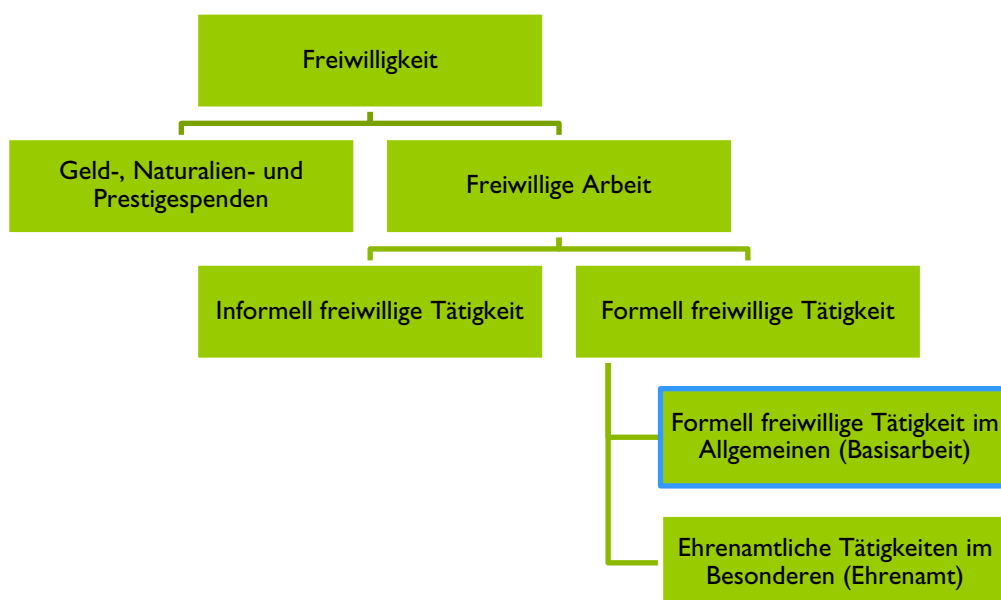 Freiwilligkeit
Geld-, Naturalien- und
Prestigespenden
Freiwillige Arbeit
Informell freiwillige Tätigkeit
Formell freiwillige Tätigkeit
Formell freiwillige Tätigkeit im
Allgemeinen (Basisarbeit)
Ehrenamtliche Tätigkeiten im
Besonderen (Ehrenamt)